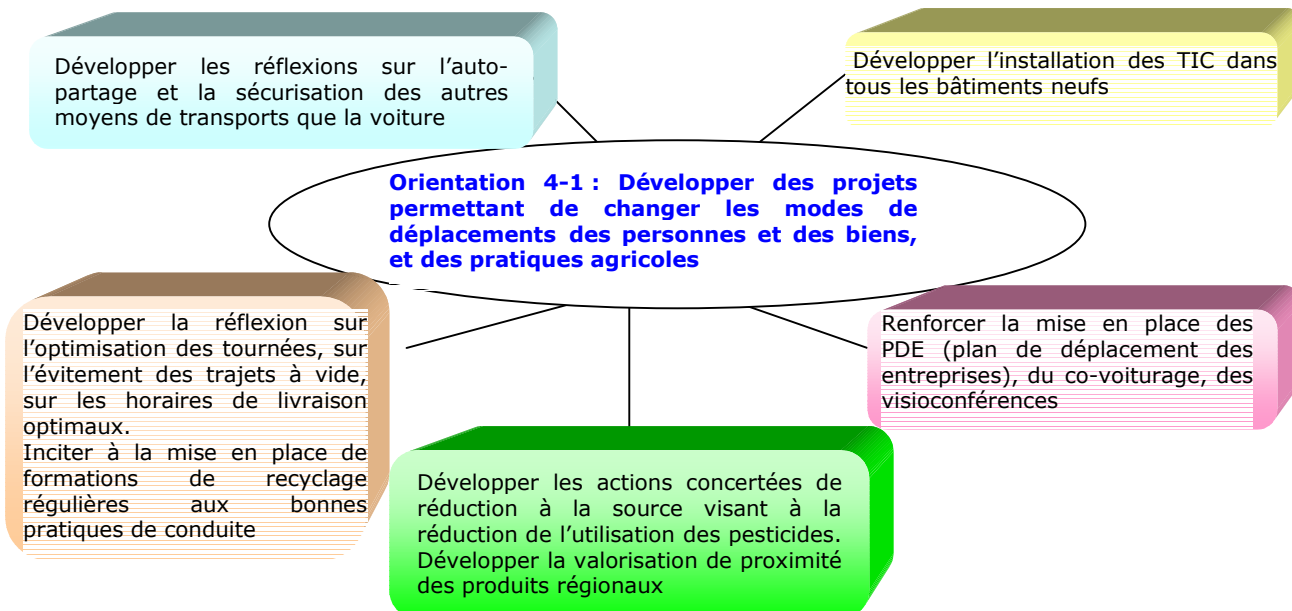 Développer les réflexions sur l'auto-
partage et la sécurisation des autres
moyens de transports que la voiture
Développer l'installation des TIC dans
tous les bâtiments neufs
Orientation 4-1 : Développer des projets
permettant de changer les modes de
déplacements des personnes et des biens,
et des pratiques agricoles
Développer la réflexion sur
l'optimisation des tournées, sur
l'évitement des trajets à vide,
sur les horaires de livraison
optimaux.
Inciter à la mise en place de
formations de recyclage
régulières aux bonnes
pratiques de conduite
Renforcer la mise en place des
PDE (plan de déplacement des
entreprises), du co-voiturage, des
visioconférences
Développer les actions concertées de
réduction à la source visant à la
réduction de l'utilisation des pesticides.
Développer la valorisation de proximité
des produits régionaux